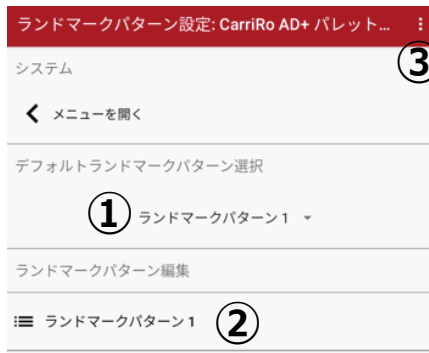 ランドマークパターン設定: CarriRo AD+ パレット...
システム
③
メニューを開く
デフォルトランドマークパターン選択
① ランドマークパターン 1
ランドマークパターン編集
ランドマークパターン 1 ②